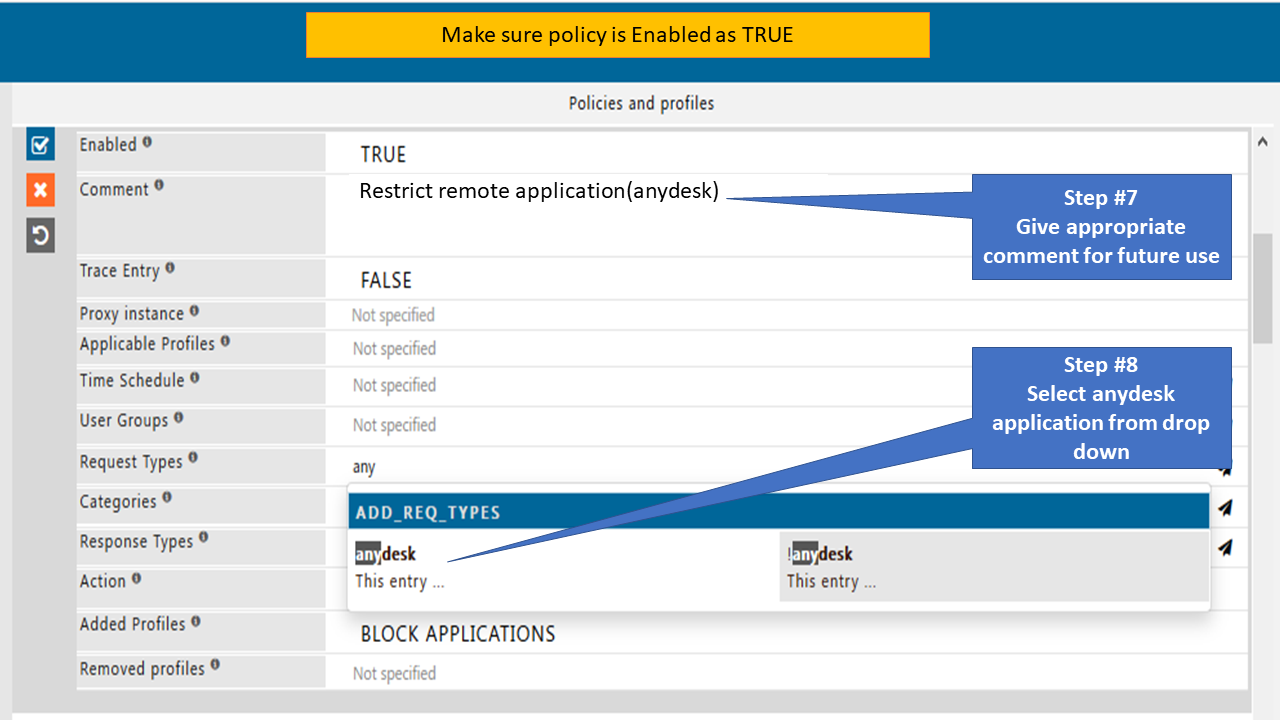 Make sure policy is Enabled as TRUE
Policies and profiles
Enabled
TRUE
Comment
Restrict remote application(anydesk)
Step #7
Give appropriate
comment for future use
Trace Entry
FALSE
Proxy instance
Not specified
Applicable Profiles
Not specified
Time Schedule
Not specified
User Groups
Not specified
Step #8
Select anydesk
application from drop
down
Request Types
any
Categories
ADD_REQ_TYPES
Response Types
anydesk
This entry ...
!anydesk
This entry ...
Action
Added Profiles
BLOCK APPLICATIONS
Removed profiles
Not specified